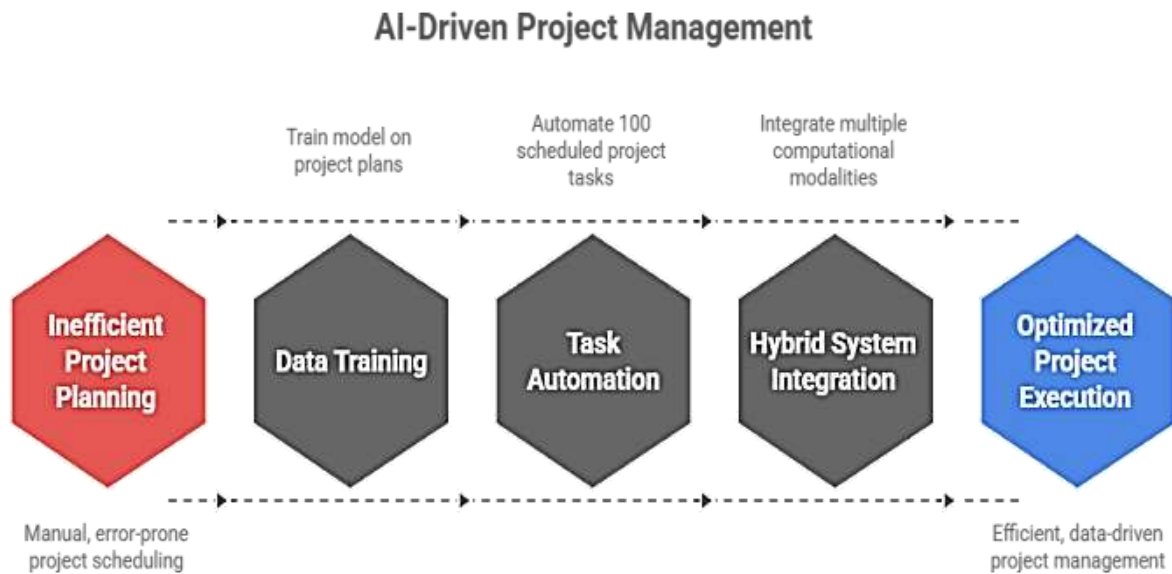 AI-Driven Project Management
Train model on
project plans
Automate 100
scheduled project
tasks
Integrate multiple
computational
modalities
Inefficient
Project
Planning
Data Training
Task
Automation
Hybrid System
Integration
Optimized
Project
Execution
Manual, error-prone
project scheduling
Efficient, data-driven
project management